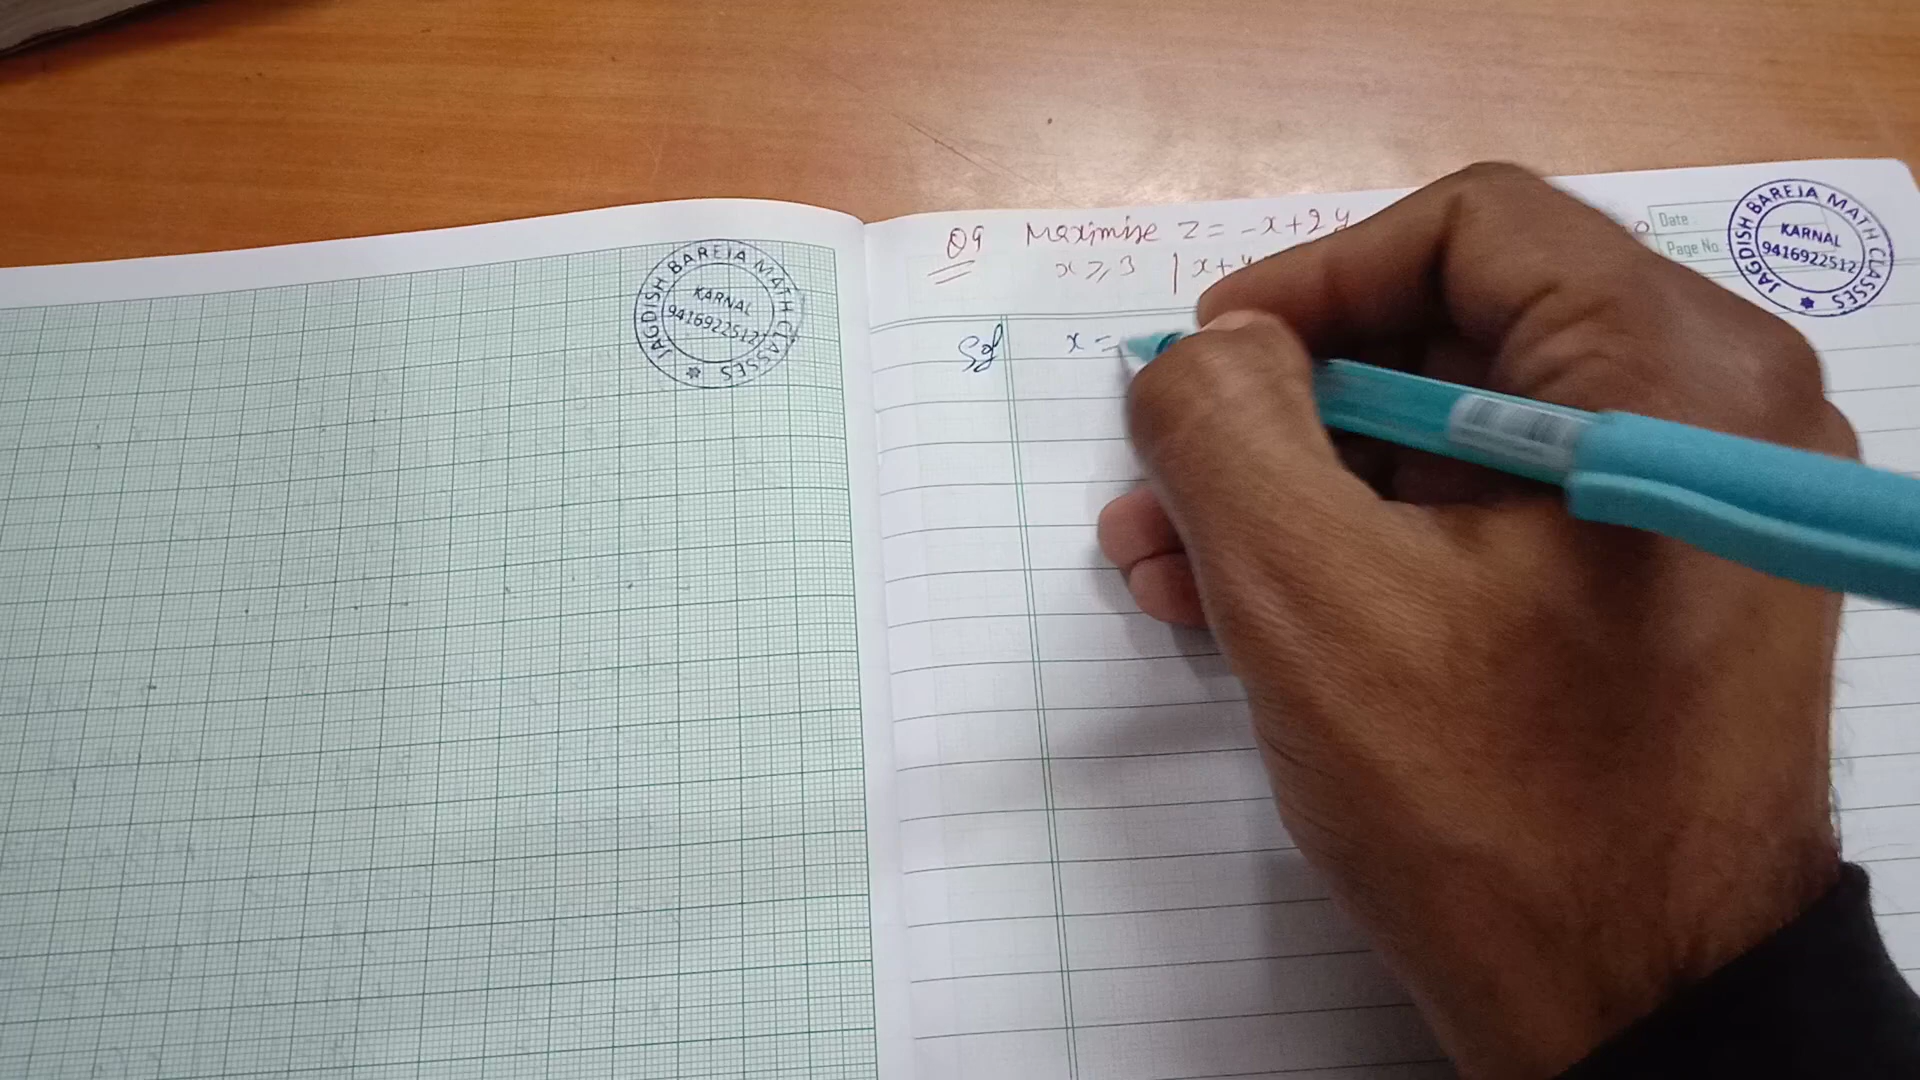 JAGDISH BAREJA MATH CLASSES
KARNAL
9416922512
Q9 Maximise Z = -x+2y
x ≥ 3 | x+y
0
Date
Page No
JAGDISH BAREJA MATH CLASSES
KARNAL
9416922512
Sol x =